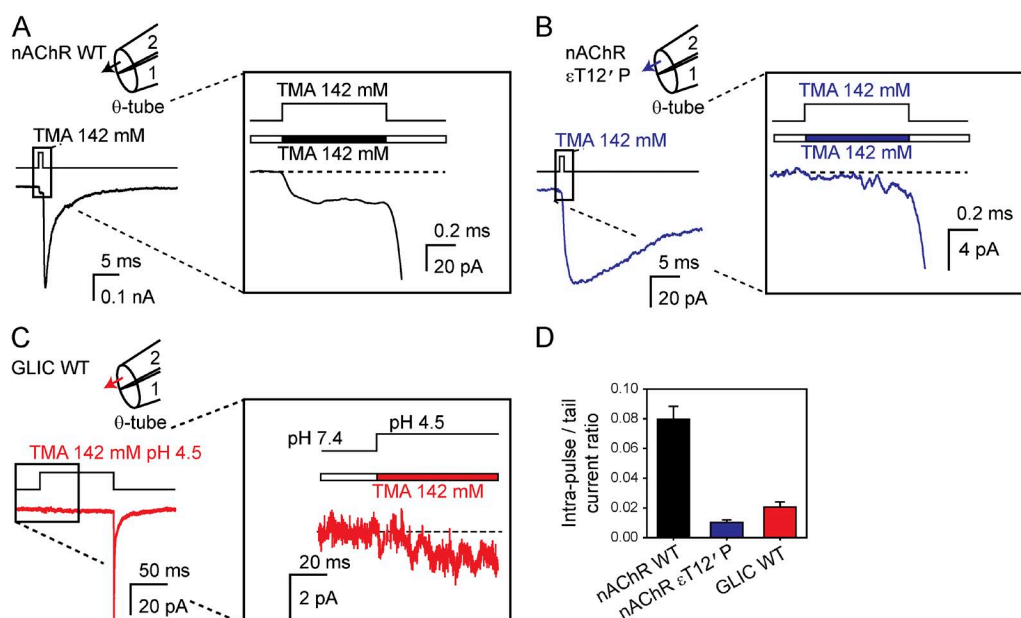 A
nAChR WT
2
1
θ-tube
TMA 142 mM
5 ms
0.1 nA
TMA 142 mM
TMA 142 mM
0.2 ms
20 pA
B
nAChR
εT12′ P
2
1
θ-tube
TMA 142 mM
5 ms
20 pA
TMA 142 mM
TMA 142 mM
0.2 ms
4 pA
C
GLIC WT
2
1
θ-tube
TMA 142 mM pH 4.5
50 ms
20 pA
pH 7.4
pH 4.5
TMA 142 mM
20 ms
2 pA
D
Intra-pulse / tail
current ratio
0.10
0.08
0.06
0.04
0.02
0.00
nAChR WT
nAChR εT12′ P
GLIC WT